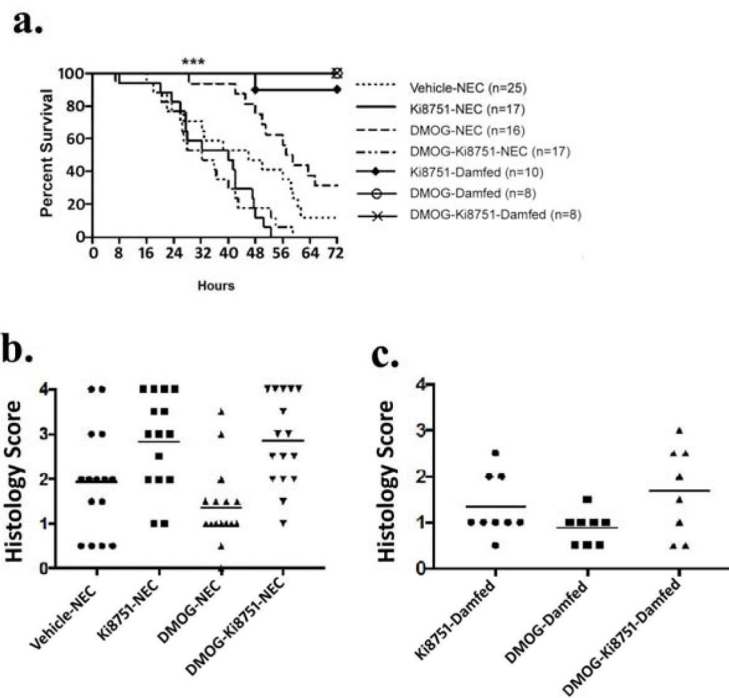 a.
***
Percent Survival
100
80
60
40
20
0
0 8 16 24 32 40 48 56 64 72
Hours
Vehicle-NEC (n=25)
Ki8751-NEC (n=17)
DMOG-NEC (n=16)
DMOG-Ki8751-NEC (n=17)
Ki8751-Damfed (n=10)
DMOG-Damfed (n=8)
DMOG-Ki8751-Damfed (n=8)
b.
Histology Score
4
3
2
1
0
Vehicle-NEC
Ki8751-NEC
DMOG-NEC
DMOG-Ki8751-NEC
c.
Histology Score
4
3
2
1
0
Ki8751-Damfed
DMOG-Damfed
DMOG-Ki8751-Damfed